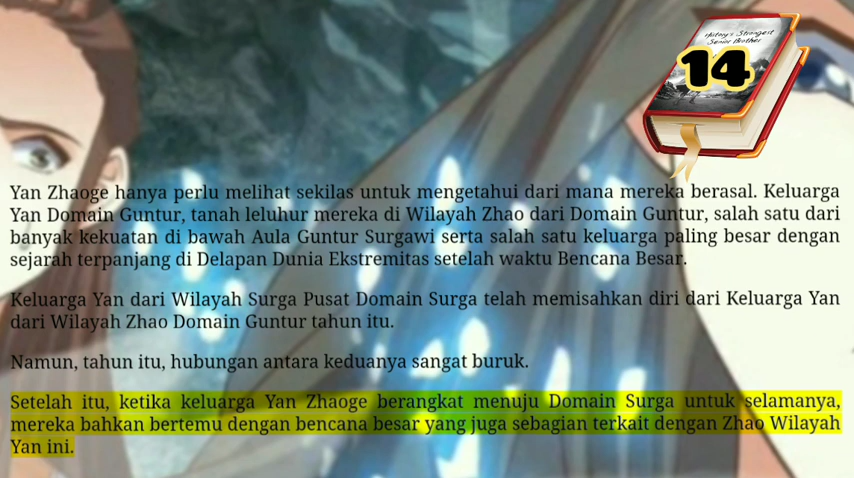 History's Strongest
Senior Brother
14
Yan Zhaoge hanya perlu melihat sekilas untuk mengetahui dari mana mereka berasal. Keluarga
Yan Domain Guntur, tanah leluhur mereka di Wilayah Zhao dari Domain Guntur, salah satu dari
banyak kekuatan di bawah Aula Guntur Surgawi serta salah satu keluarga paling besar dengan
sejarah terpanjang di Delapan Dunia Ekstremitas setelah waktu Bencana Besar.
Keluarga Yan dari Wilayah Surga Pusat Domain Surga telah memisahkan diri dari Keluarga Yan
dari Wilayah Zhao Domain Guntur tahun itu.
Namun, tahun itu, hubungan antara keduanya sangat buruk.
Setelah itu, ketika keluarga Yan Zhaoge berangkat menuju Domain Surga untuk selamanya,
mereka bahkan bertemu dengan bencana besar yang juga sebagian terkait dengan Zhao Wilayah
Yan ini.